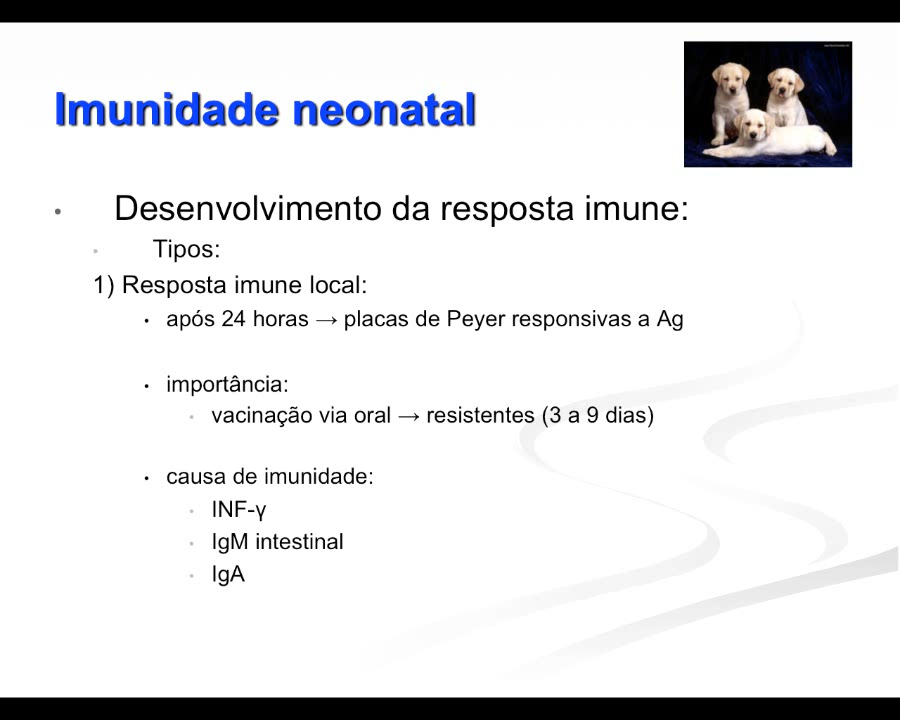 Imunidade neonatal
• Desenvolvimento da resposta imune:
• Tipos:
1) Resposta imune local:
• após 24 horas → placas de Peyer responsivas a Ag
• importância:
• vacinação via oral → resistentes (3 a 9 dias)
• causa de imunidade:
• INF-γ
• IgM intestinal
• IgA